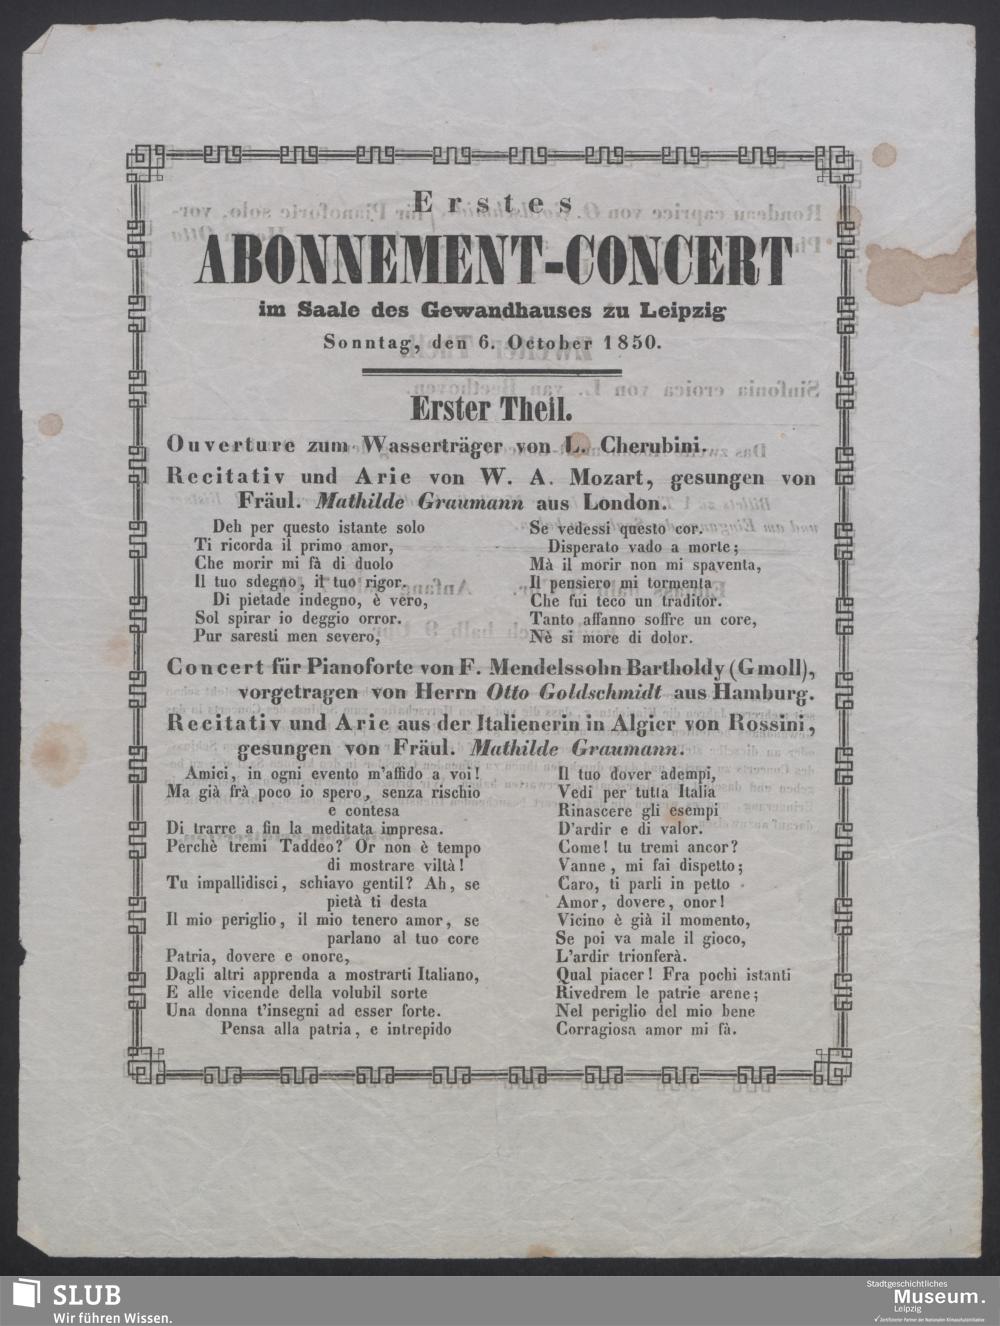 Erstes
ABONNEMENT-CONCERT
im Saale des Gewandhauses zu Leipzig
Sonntag, den 6. October 1850.
Erster Theil.
Ouverture zum Wasserträger von L. Cherubini.
Recitativ und Arie von W. A. Mozart, gesungen von
Fräul. Mathilde Graumann aus London.
Deh per questo istante solo
Ti ricorda il primo amor,
Che morir mi fà di duolo
Il tuo sdegno, il tuo rigor.
Di pietade indegno, è vero,
Sol spirar io deggio orror.
Pur saresti men severo,
Se vedessi questo cor.
Disperato vado a morte;
Mà il morir non mi spaventa,
Il pensiero mi tormenta
Che fui teco un traditor.
Tanto affanno soffre un core,
Nè si more di dolor.
Concert für Pianoforte von F. Mendelssohn Bartholdy (G moll),
vorgetragen von Herrn Otto Goldschmidt aus Hamburg.
Recitativ und Arie aus der Italienerin in Algier von Rossini,
gesungen von Fräul. Mathilde Graumann.
Amici, in ogni evento m'affido a voi!
Ma già frà poco io spero, senza rischio
e contesa
Di trarre a fin la meditata impresa.
Perchè tremi Taddeo? Or non è tempo
di mostrare viltà!
Tu impallidisci, schiavo gentil? Ah, se
pietà ti desta
Il mio periglio, il mio tenero amor, se
parlano al tuo core
Patria, dovere e onore,
Dagli altri apprenda a mostrarti Italiano,
E alle vicende della volubil sorte
Una donna t'insegni ad esser forte.
Pensa alla patria, e intrepido
Il tuo dover adempi,
Vedi per tutta Italia
Rinascere gli esempi
D'ardir e di valor.
Come! tu tremi ancor?
Vanne, mi fai dispetto;
Caro, ti parli in petto
Amor, dovere, onor!
Vicino è già il momento,
Se poi va male il gioco,
L'ardir trionferà.
Qual piacer! Fra pochi istanti
Rivedrem le patrie arene;
Nel periglio del mio bene
Corragiosa amor mi fà.
SLUB
Wir führen Wissen.
Stadtgeschichtliches
Museum.
Leipzig
Zertifizierter Partner der Nationalen Klimaschutzinitiative